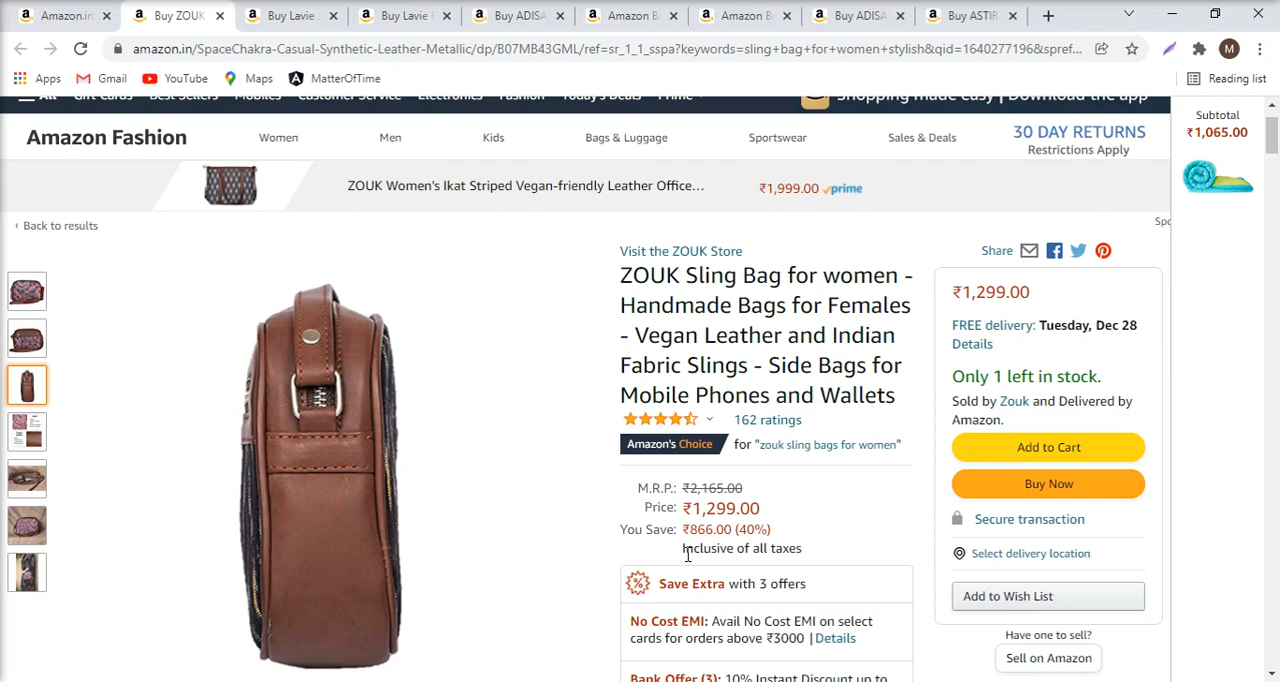 Amazon.in
Buy ZOUK
Buy Lavie
Buy Lavie
Buy ADISA
Amazon B
Amazon B
Buy ADISA
Buy ASTIR
amazon.in/SpaceChakra-Casual-Synthetic-Leather-Metallic/dp/B07MB43GML/ref=sr_1_1_sspa?keywords=sling+bag+for+women+stylish&qid=1640277196&spref...
M
Apps
Gmail
YouTube
Maps
MatterOfTime
Reading list
All Gift Cards Best Sellers Mobiles Customer Service Electronics Fashion Today's Deals Prime
Shopping made easy | Download the app
Subtotal
₹1,065.00
Amazon Fashion
Women
Men
Kids
Bags & Luggage
Sportswear
Sales & Deals
30 DAY RETURNS
Restrictions Apply
ZOUK Women's Ikat Striped Vegan-friendly Leather Office...
₹1,999.00 prime
‹ Back to results
Spo
Visit the ZOUK Store
ZOUK Sling Bag for women -
Handmade Bags for Females
- Vegan Leather and Indian
Fabric Slings - Side Bags for
Mobile Phones and Wallets
162 ratings
Amazon's Choice for "zouk sling bags for women"
M.R.P.: ₹2,165.00
Price: ₹1,299.00
You Save: ₹866.00 (40%)
Inclusive of all taxes
Save Extra with 3 offers
No Cost EMI: Avail No Cost EMI on select
cards for orders above ₹3000 | Details
Bank Offer (3): 10% Instant Discount up to
Share
₹1,299.00
FREE delivery: Tuesday, Dec 28
Details
Only 1 left in stock.
Sold by Zouk and Delivered by
Amazon.
Add to Cart
Buy Now
Secure transaction
Select delivery location
Add to Wish List
Have one to sell?
Sell on Amazon